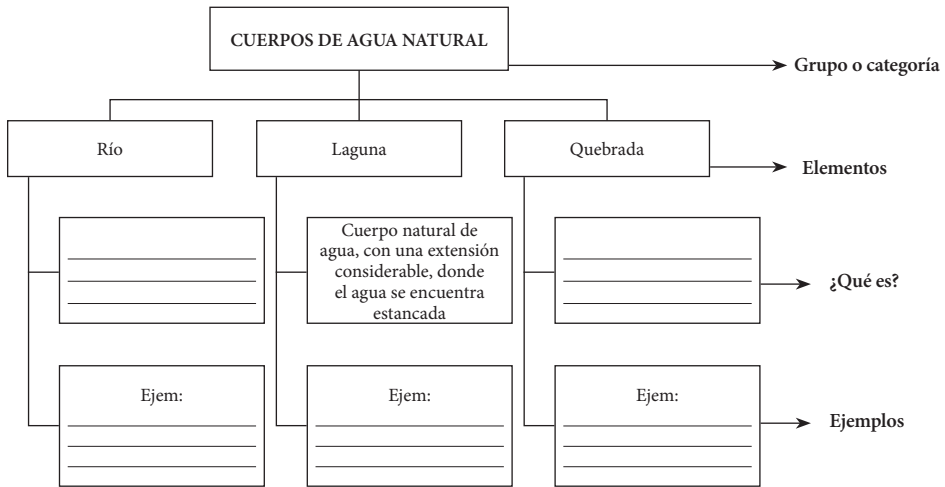 CUERPOS DE AGUA NATURAL
Grupo o categoría
Río
Laguna
Quebrada
Elementos
Cuerpo natural de
agua, con una extensión
considerable, donde
el agua se encuentra
estancada
¿Qué es?
Ejem:
Ejem:
Ejem:
Ejemplos